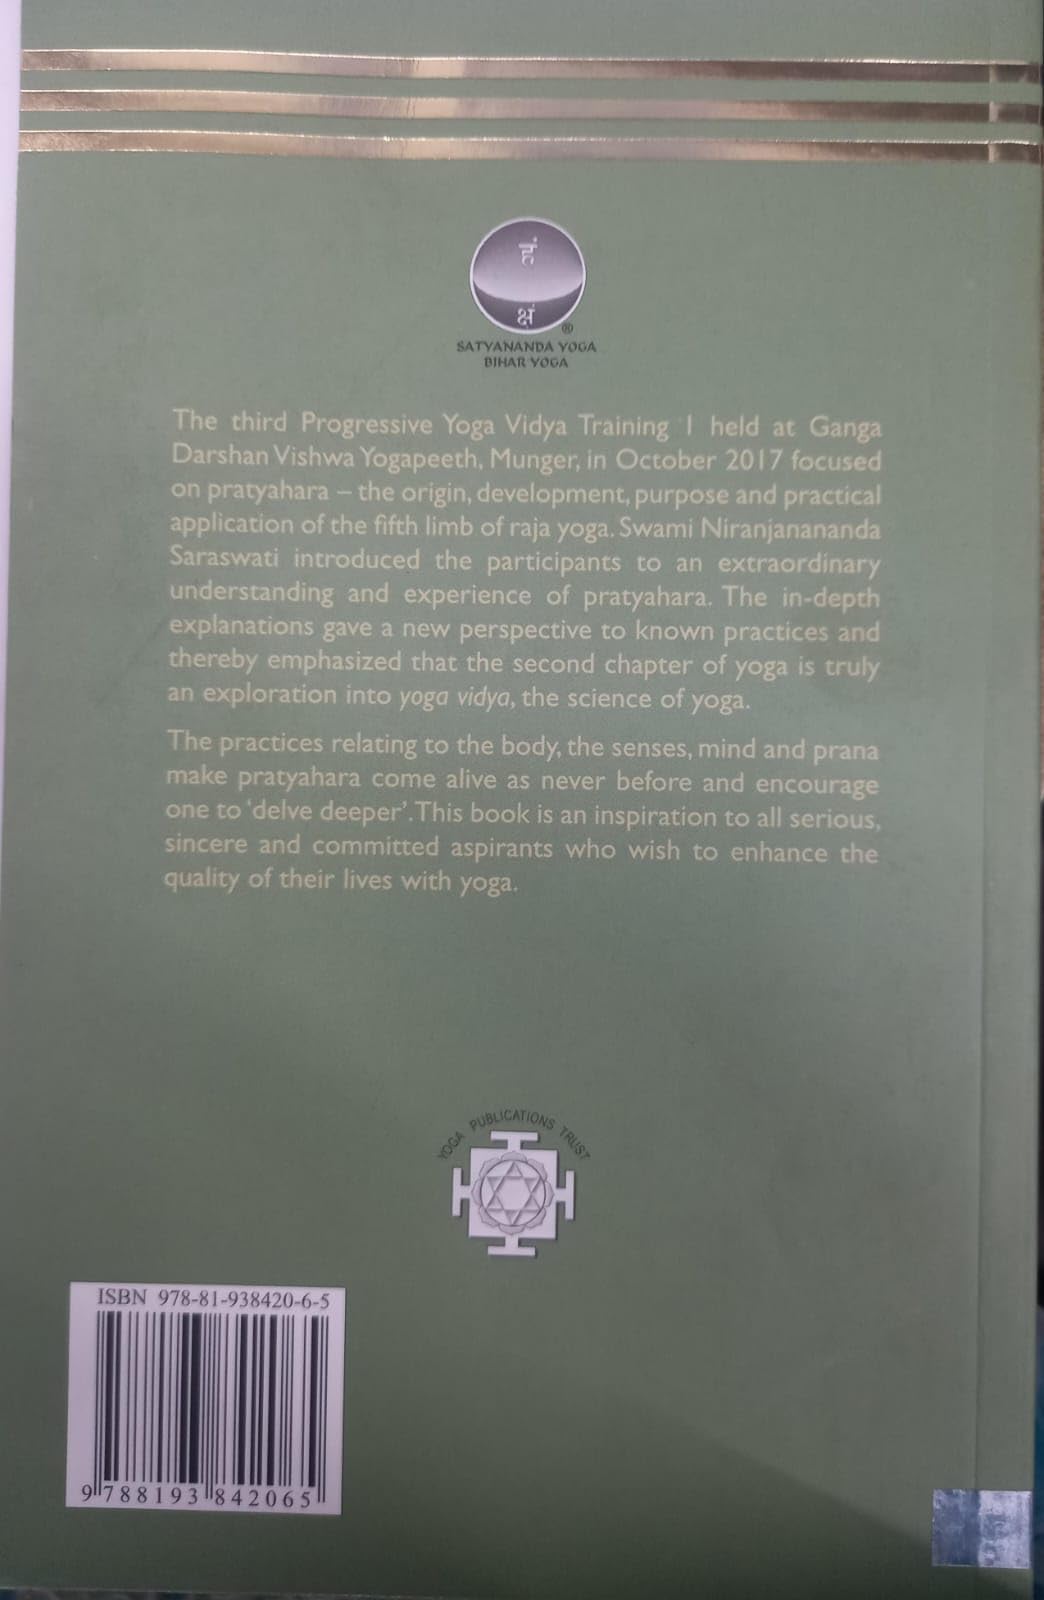 हं
क्षं
®
SATYANANDA YOGA
BIHAR YOGA
The third Progressive Yoga Vidya Training 1 held at Ganga
Darshan Vishwa Yogapeeth, Munger, in October 2017 focused
on pratyahara – the origin, development, purpose and practical
application of the fifth limb of raja yoga. Swami Niranjanananda
Saraswati introduced the participants to an extraordinary
understanding and experience of pratyahara. The in-depth
explanations gave a new perspective to known practices and
thereby emphasized that the second chapter of yoga is truly
an exploration into yoga vidya, the science of yoga.
The practices relating to the body, the senses, mind and prana
make pratyahara come alive as never before and encourage
one to ‘delve deeper’. This book is an inspiration to all serious,
sincere and committed aspirants who wish to enhance the
quality of their lives with yoga.
YOGA PUBLICATIONS TRUST
ISBN 978-81-938420-6-5
9 788193 842065